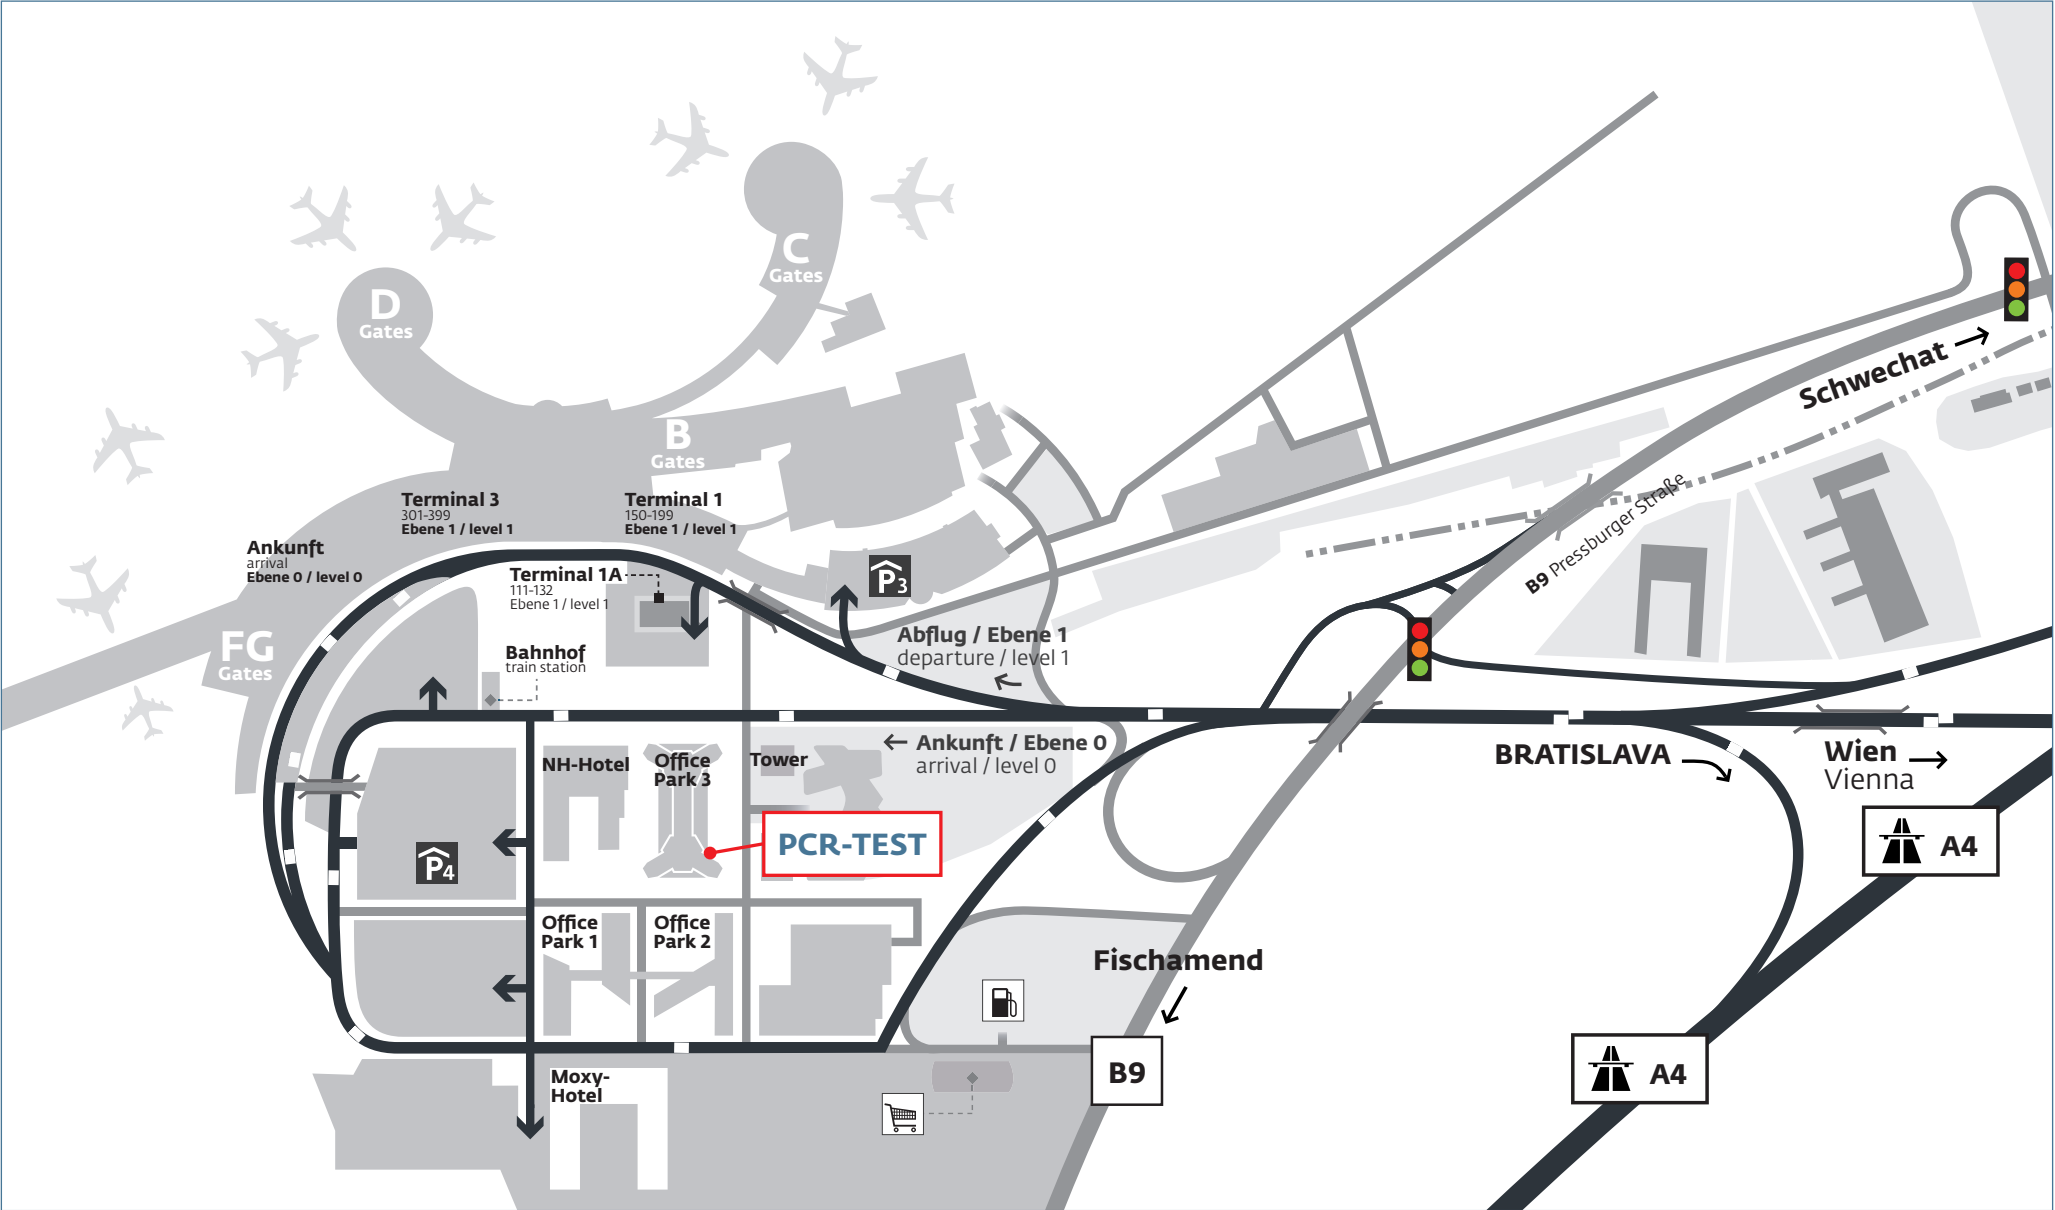 C
Gates
D
Gates
B
Gates
Schwechat
Terminal 3
301-399
Ebene 1 / level 1
Terminal 1
150-199
Ebene 1 / level 1
B9 Pressburger Straße
Ankunft
arrival
Ebene 0 / level 0
Terminal 1A
111-132
Ebene 1 / level 1
P3
FG
Gates
Bahnhof
train station
Abflug / Ebene 1
departure / level 1
Ankunft / Ebene 0
arrival / level 0
NH-Hotel
Office
Park 3
Tower
BRATISLAVA
Wien
Vienna
PCR-TEST
A4
P4
Office
Park 1
Office
Park 2
Fischamend
B9
A4
Moxy-
Hotel